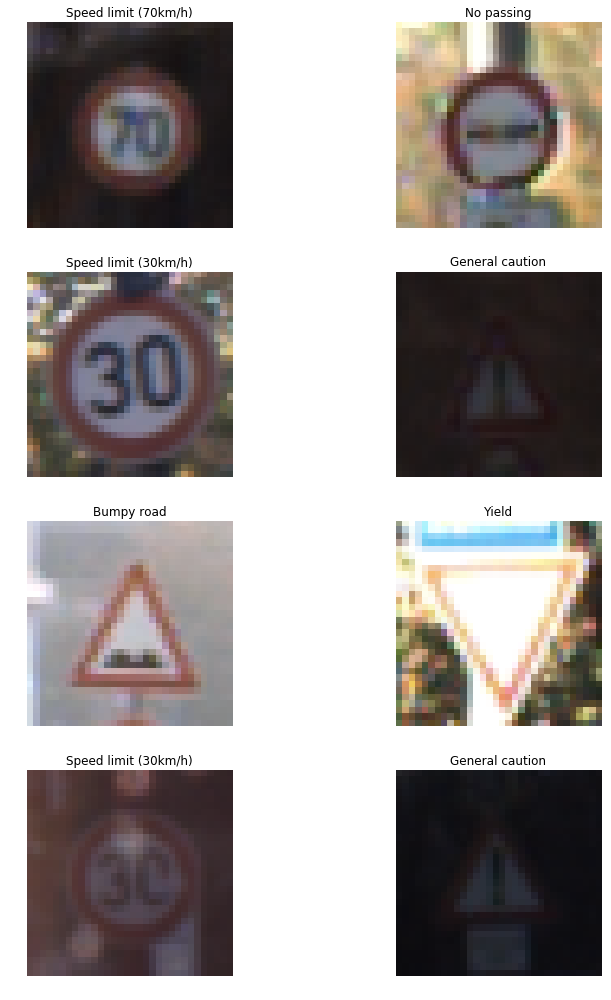 Speed limit (70km/h)
No passing
70
Speed limit (30km/h)
General caution
30
Bumpy road
Yield
Speed limit (30km/h)
General caution
30